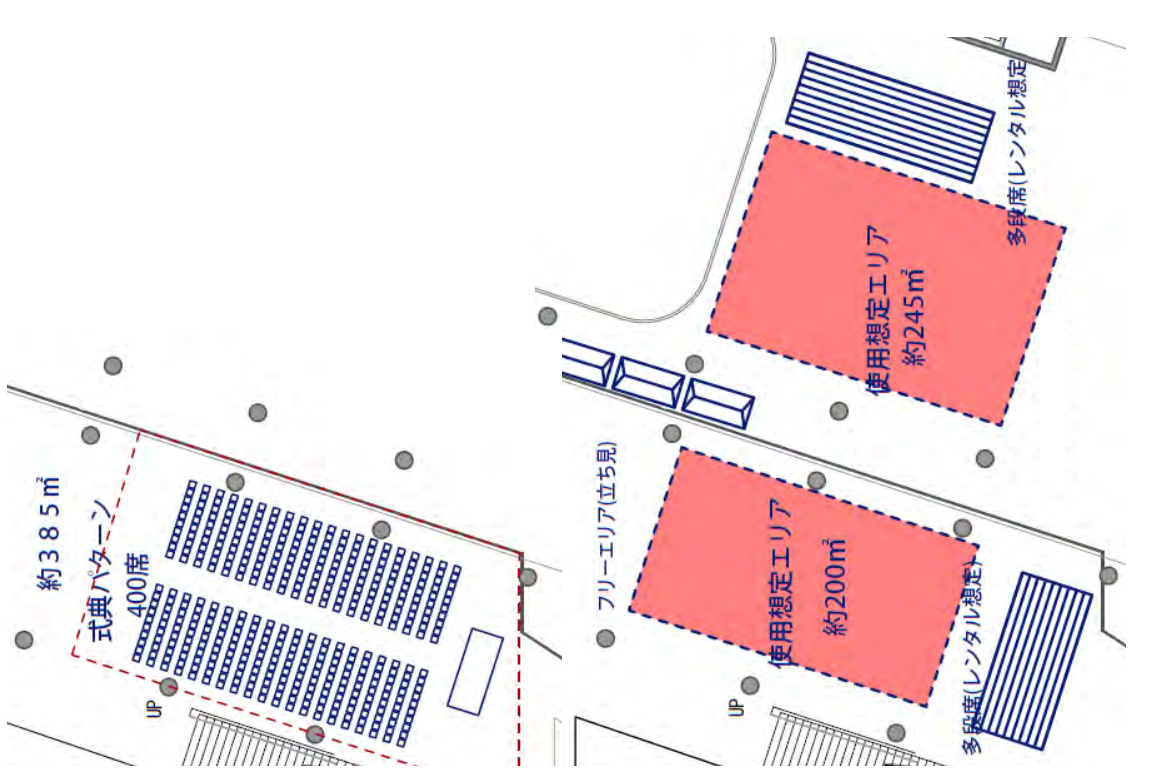 約３８５㎡
式典パターン
400席
UP
多段席(レンタル想定
使用想定エリア
約245㎡
フリーエリア(立ち見)
使用想定エリア
約200㎡
多段席(レンタル想定)
UP